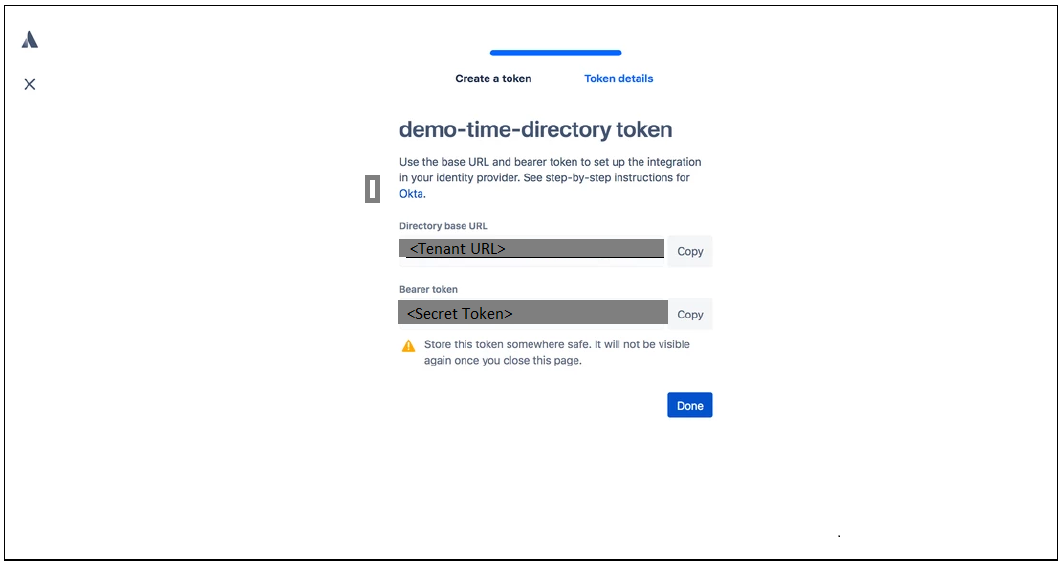 Create a token Token details
demo-time-directory token
Use the base URL and bearer token to set up the integration
in your identity provider. See step-by-step instructions for
Okta.
Directory base URL
<Tenant URL> Copy
Bearer token
<Secret Token> Copy
Store this token somewhere safe. It will not be visible
again once you close this page.
Done